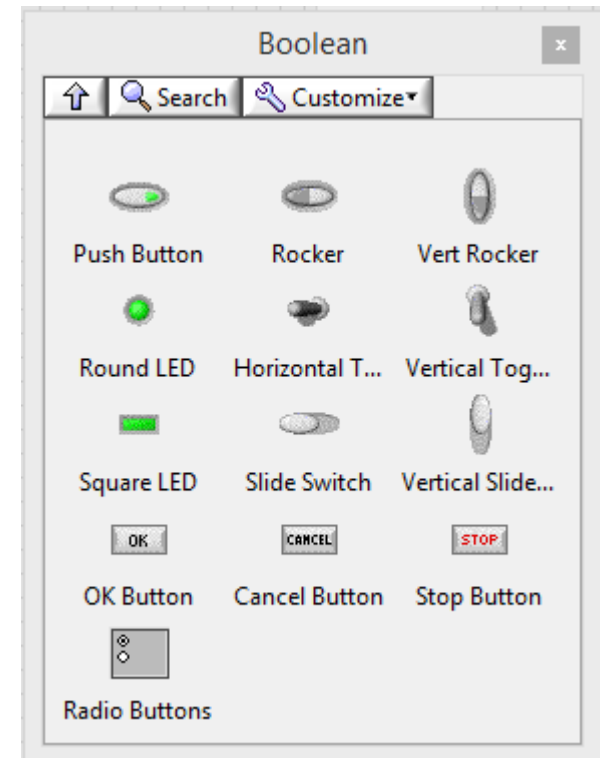 Boolean x
Search Customize
Push Button Rocker Vert Rocker
Round LED Horizontal T... Vertical Tog...
Square LED Slide Switch Vertical Slide...
OK CANCEL STOP
OK Button Cancel Button Stop Button
Radio Buttons